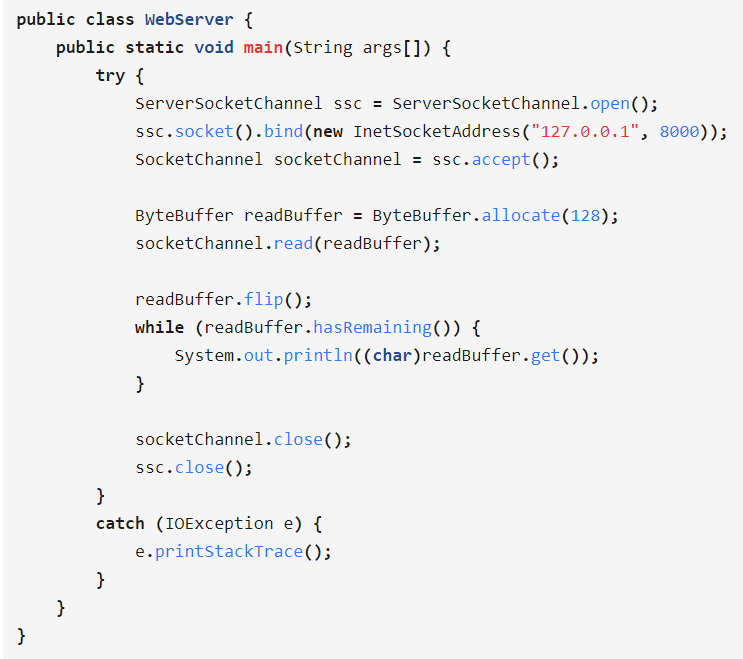 public class WebServer {
    public static void main(String args[]) {
        try {
            ServerSocketChannel ssc = ServerSocketChannel.open();
            ssc.socket().bind(new InetSocketAddress("127.0.0.1", 8000));
            SocketChannel socketChannel = ssc.accept();

            ByteBuffer readBuffer = ByteBuffer.allocate(128);
            socketChannel.read(readBuffer);

            readBuffer.flip();
            while (readBuffer.hasRemaining()) {
                System.out.println((char)readBuffer.get());
            }

            socketChannel.close();
            ssc.close();
        }
        catch (IOException e) {
            e.printStackTrace();
        }
    }
}